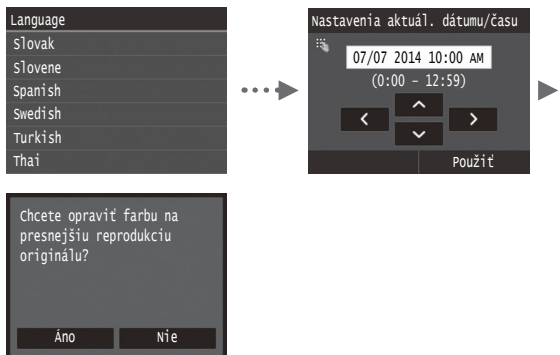 Language
Slovak
Slovene
Spanish
Swedish
Turkish
Thai
Nastavenia aktuál. dátumu/času
07/07 2014 10:00 AM
(0:00 - 12:59)
Použiť
Chcete opraviť farbu na
presnejšiu reprodukciu
originálu?
Áno Nie